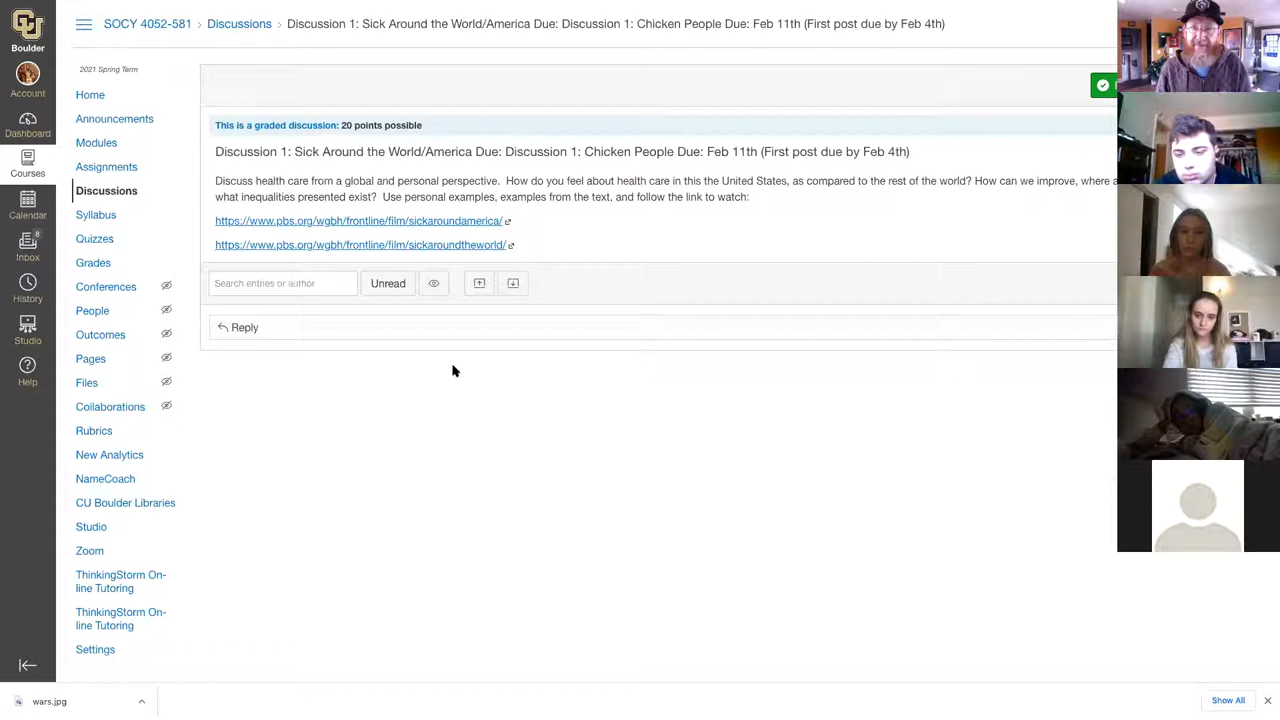 SOCY 4052-581 › Discussions › Discussion 1: Sick Around the World/America Due: Discussion 1: Chicken People Due: Feb 11th (First post due by Feb 4th)
CU
Boulder
Account
Dashboard
Courses
Calendar
8
Inbox
History
Studio
Help
2021 Spring Term
Home
Announcements
Modules
Assignments
Discussions
Syllabus
Quizzes
Grades
Conferences
People
Outcomes
Pages
Files
Collaborations
Rubrics
New Analytics
NameCoach
CU Boulder Libraries
Studio
Zoom
ThinkingStorm On-
line Tutoring
ThinkingStorm On-
line Tutoring
Settings
This is a graded discussion: 20 points possible
Discussion 1: Sick Around the World/America Due: Discussion 1: Chicken People Due: Feb 11th (First post due by Feb 4th)
Discuss health care from a global and personal perspective.  How do you feel about health care in this the United States, as compared to the rest of the world? How can we improve, where a
what inequalities presented exist?  Use personal examples, examples from the text, and follow the link to watch:
https://www.pbs.org/wgbh/frontline/film/sickaroundamerica/
https://www.pbs.org/wgbh/frontline/film/sickaroundtheworld/
Search entries or author
Unread
Reply
wars.jpg
Show All